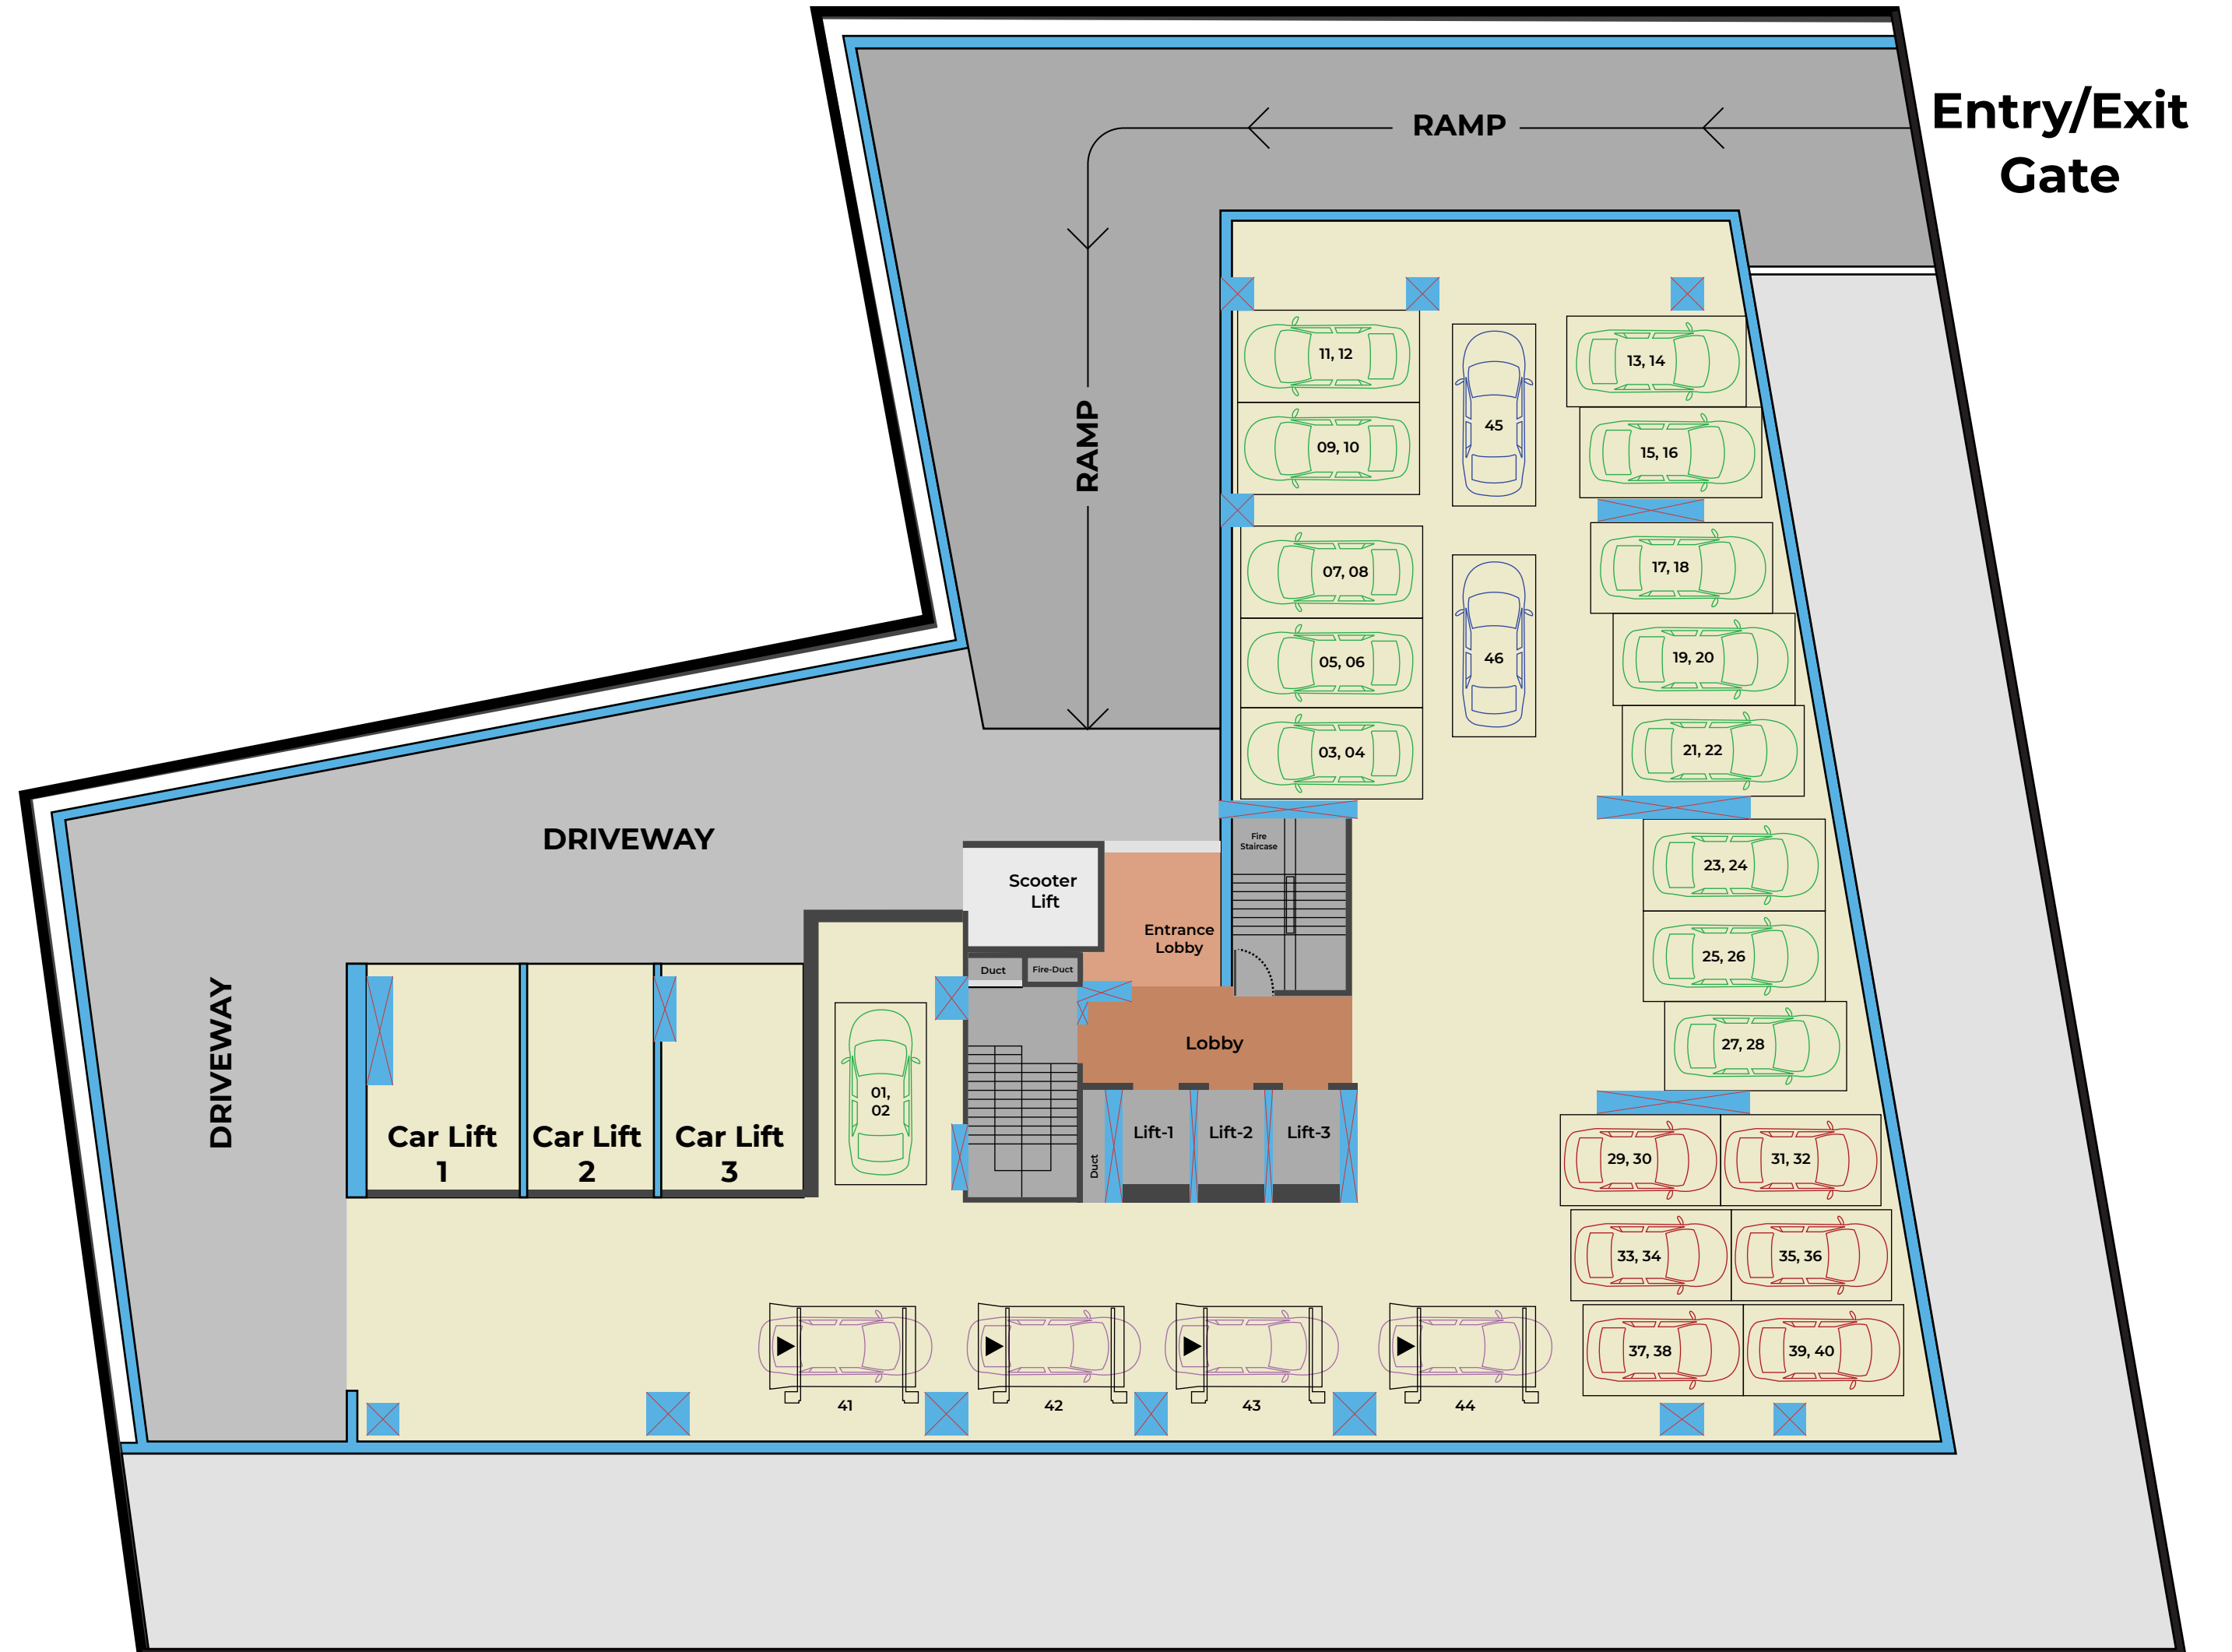 Entry/Exit
Gate
RAMP
RAMP
11, 12
13, 14
45
09, 10
15, 16
07, 08
17, 18
05, 06
46
19, 20
03, 04
21, 22
DRIVEWAY
Fire
Staircase
Scooter
Lift
23, 24
Entrance
Lobby
25, 26
Duct
Fire-Duct
DRIVEWAY
Lobby
27, 28
01,
02
Car Lift
1
Car Lift
2
Car Lift
3
Duct
Lift-1
Lift-2
Lift-3
29, 30
31, 32
33, 34
35, 36
37, 38
39, 40
41
42
43
44